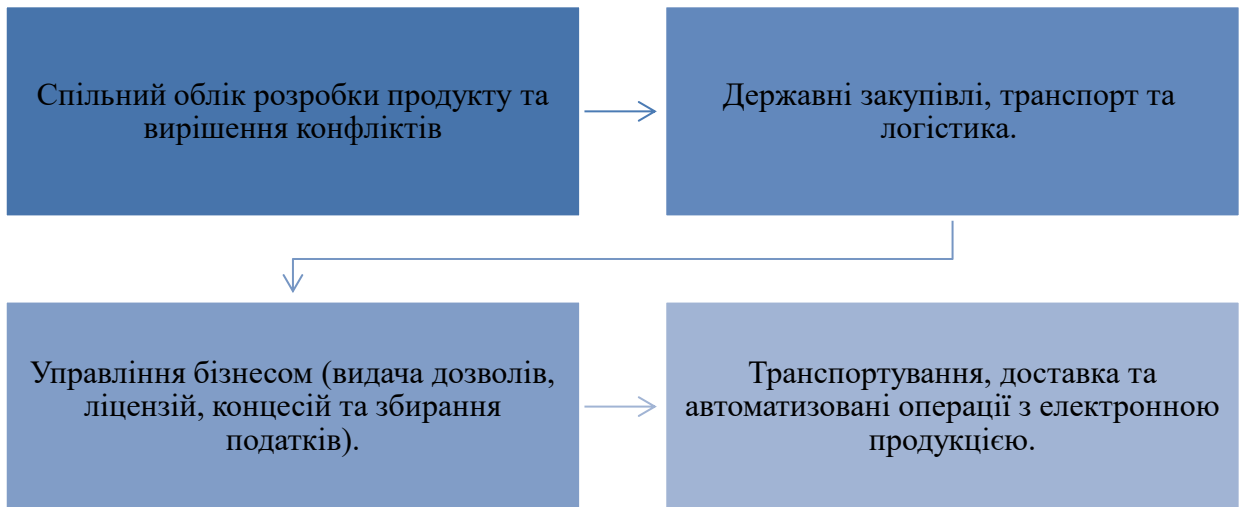 Спільний облік розробки продукту та
вирішення конфліктів
Державні закупівлі, транспорт та
логістика.
Управління бізнесом (видача дозволів,
ліцензій, концесій та збирання
податків).
Транспортування, доставка та
автоматизовані операції з електронною
продукцією.